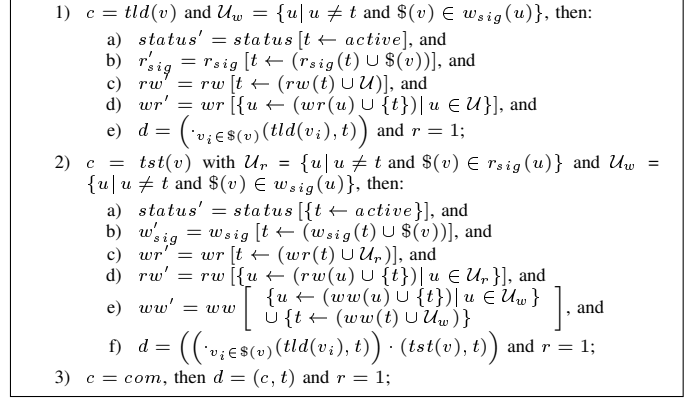 1) c = tld(v) and 𝒰_w = {u| u ≠ t and $(v) ∈ w_sig(u)}, then:
a) status′ = status [t ← active], and
b) r′_sig = r_sig [t ← (r_sig(t) ∪ $(v))], and
c) rw′ = rw [t ← (rw(t) ∪ 𝒰)], and
d) wr′ = wr [{u ← (wr(u) ∪ {t})| u ∈ 𝒰}], and
e) d = (·_{v_i∈$(v)}(tld(v_i), t)) and r = 1;
2) c = tst(v) with 𝒰_r = {u| u ≠ t and $(v) ∈ r_sig(u)} and 𝒰_w =
{u| u ≠ t and $(v) ∈ w_sig(u)}, then:
a) status′ = status [{t ← active}], and
b) w′_sig = w_sig [t ← (w_sig(t) ∪ $(v))], and
c) wr′ = wr [t ← (wr(t) ∪ 𝒰_r)], and
d) rw′ = rw [{u ← (rw(u) ∪ {t})| u ∈ 𝒰_r}], and
e) ww′ = ww [ {u ← (ww(u) ∪ {t})| u ∈ 𝒰_w}
∪ {t ← (ww(t) ∪ 𝒰_w)} ], and
f) d = ((·_{v_i∈$(v)}(tld(v_i), t)) · (tst(v), t)) and r = 1;
3) c = com, then d = (c, t) and r = 1;